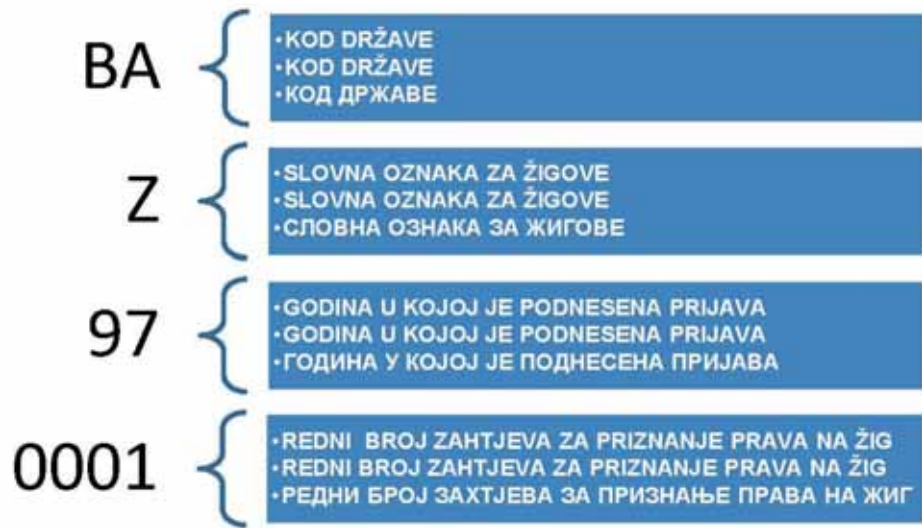 BA
•KOD DRŽAVE
•KOD DRŽAVE
•КОД ДРЖАВЕ
Z
•SLOVNA OZNAKA ZA ŽIGOVE
•SLOVNA OZNAKA ZA ŽIGOVE
•СЛОВНА ОЗНАКА ЗА ЖИГОВЕ
97
•GODINA U KOJOJ JE PODNESENA PRIJAVA
•GODINA U KOJOJ JE PODNESENA PRIJAVA
•ГОДИНА У КОЈОЈ ЈЕ ПОДНЕСЕНА ПРИЈАВА
0001
•REDNI BROJ ZAHTJEVA ZA PRIZNANJE PRAVA NA ŽIG
•REDNI BROJ ZAHTJEVA ZA PRIZNANJE PRAVA NA ŽIG
•РЕДНИ БРОЈ ЗАХТЈЕВА ЗА ПРИЗНАЊЕ ПРАВА НА ЖИГ